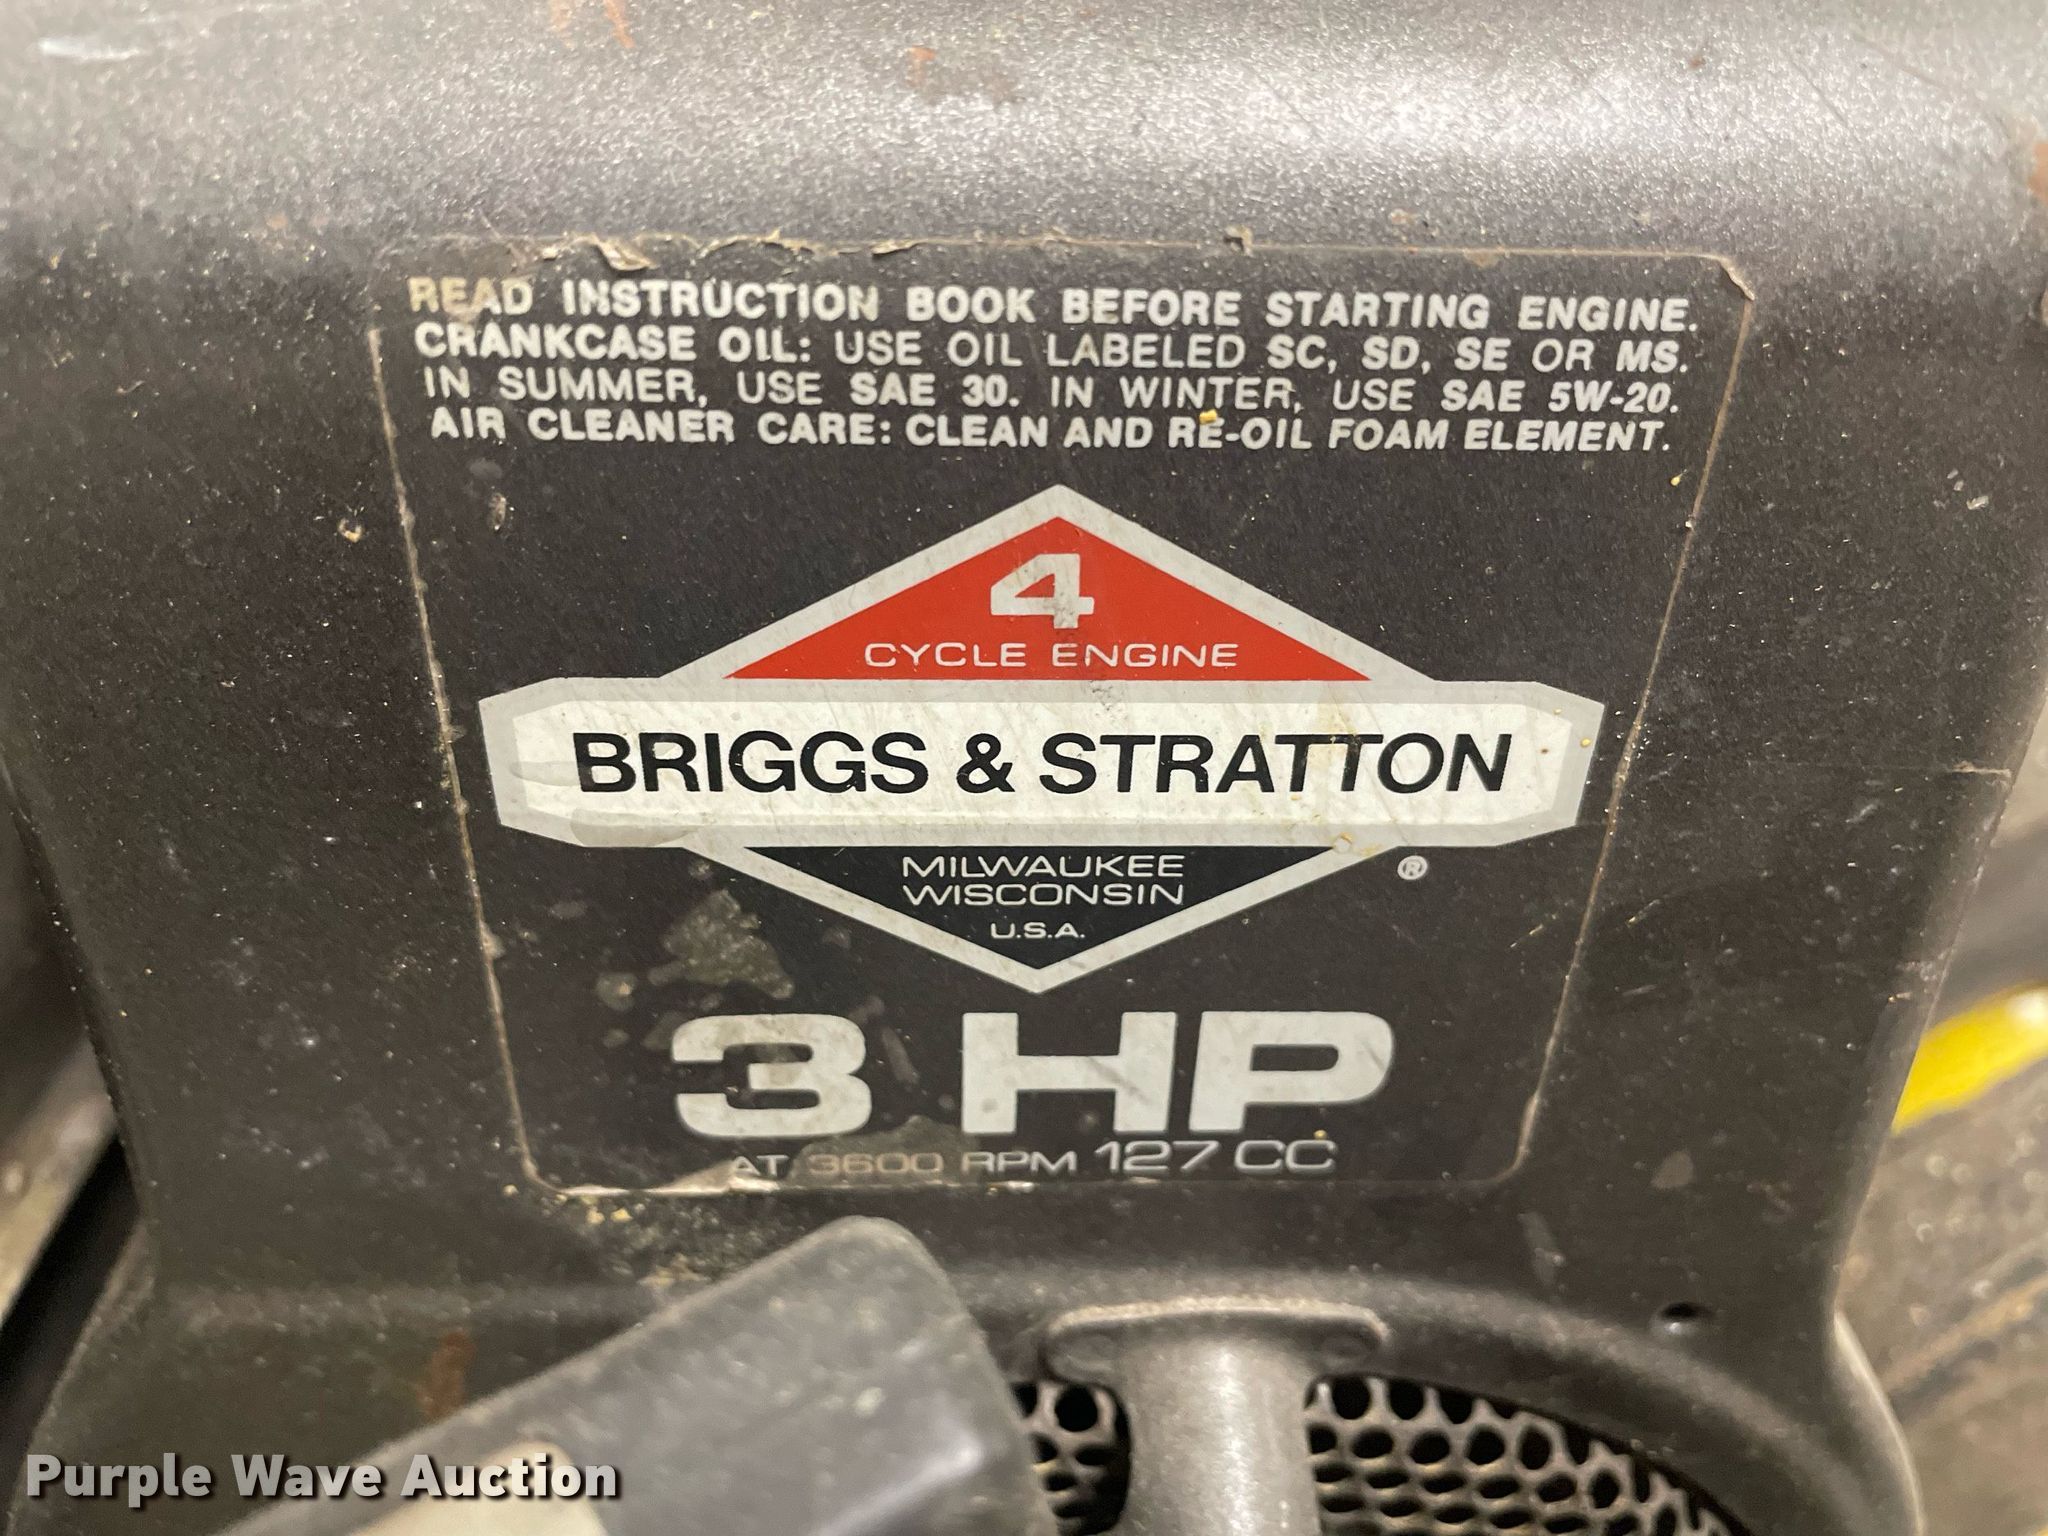 READ INSTRUCTION BOOK BEFORE STARTING ENGINE.
CRANKCASE OIL: USE OIL LABELED SC, SD, SE OR MS.
IN SUMMER, USE SAE 30. IN WINTER, USE SAE 5W-20.
AIR CLEANER CARE: CLEAN AND RE-OIL FOAM ELEMENT.
4
CYCLE ENGINE
BRIGGS & STRATTON
MILWAUKEE
WISCONSIN
U.S.A.
®
3 HP
AT 3600 RPM 127 CC
Purple Wave Auction